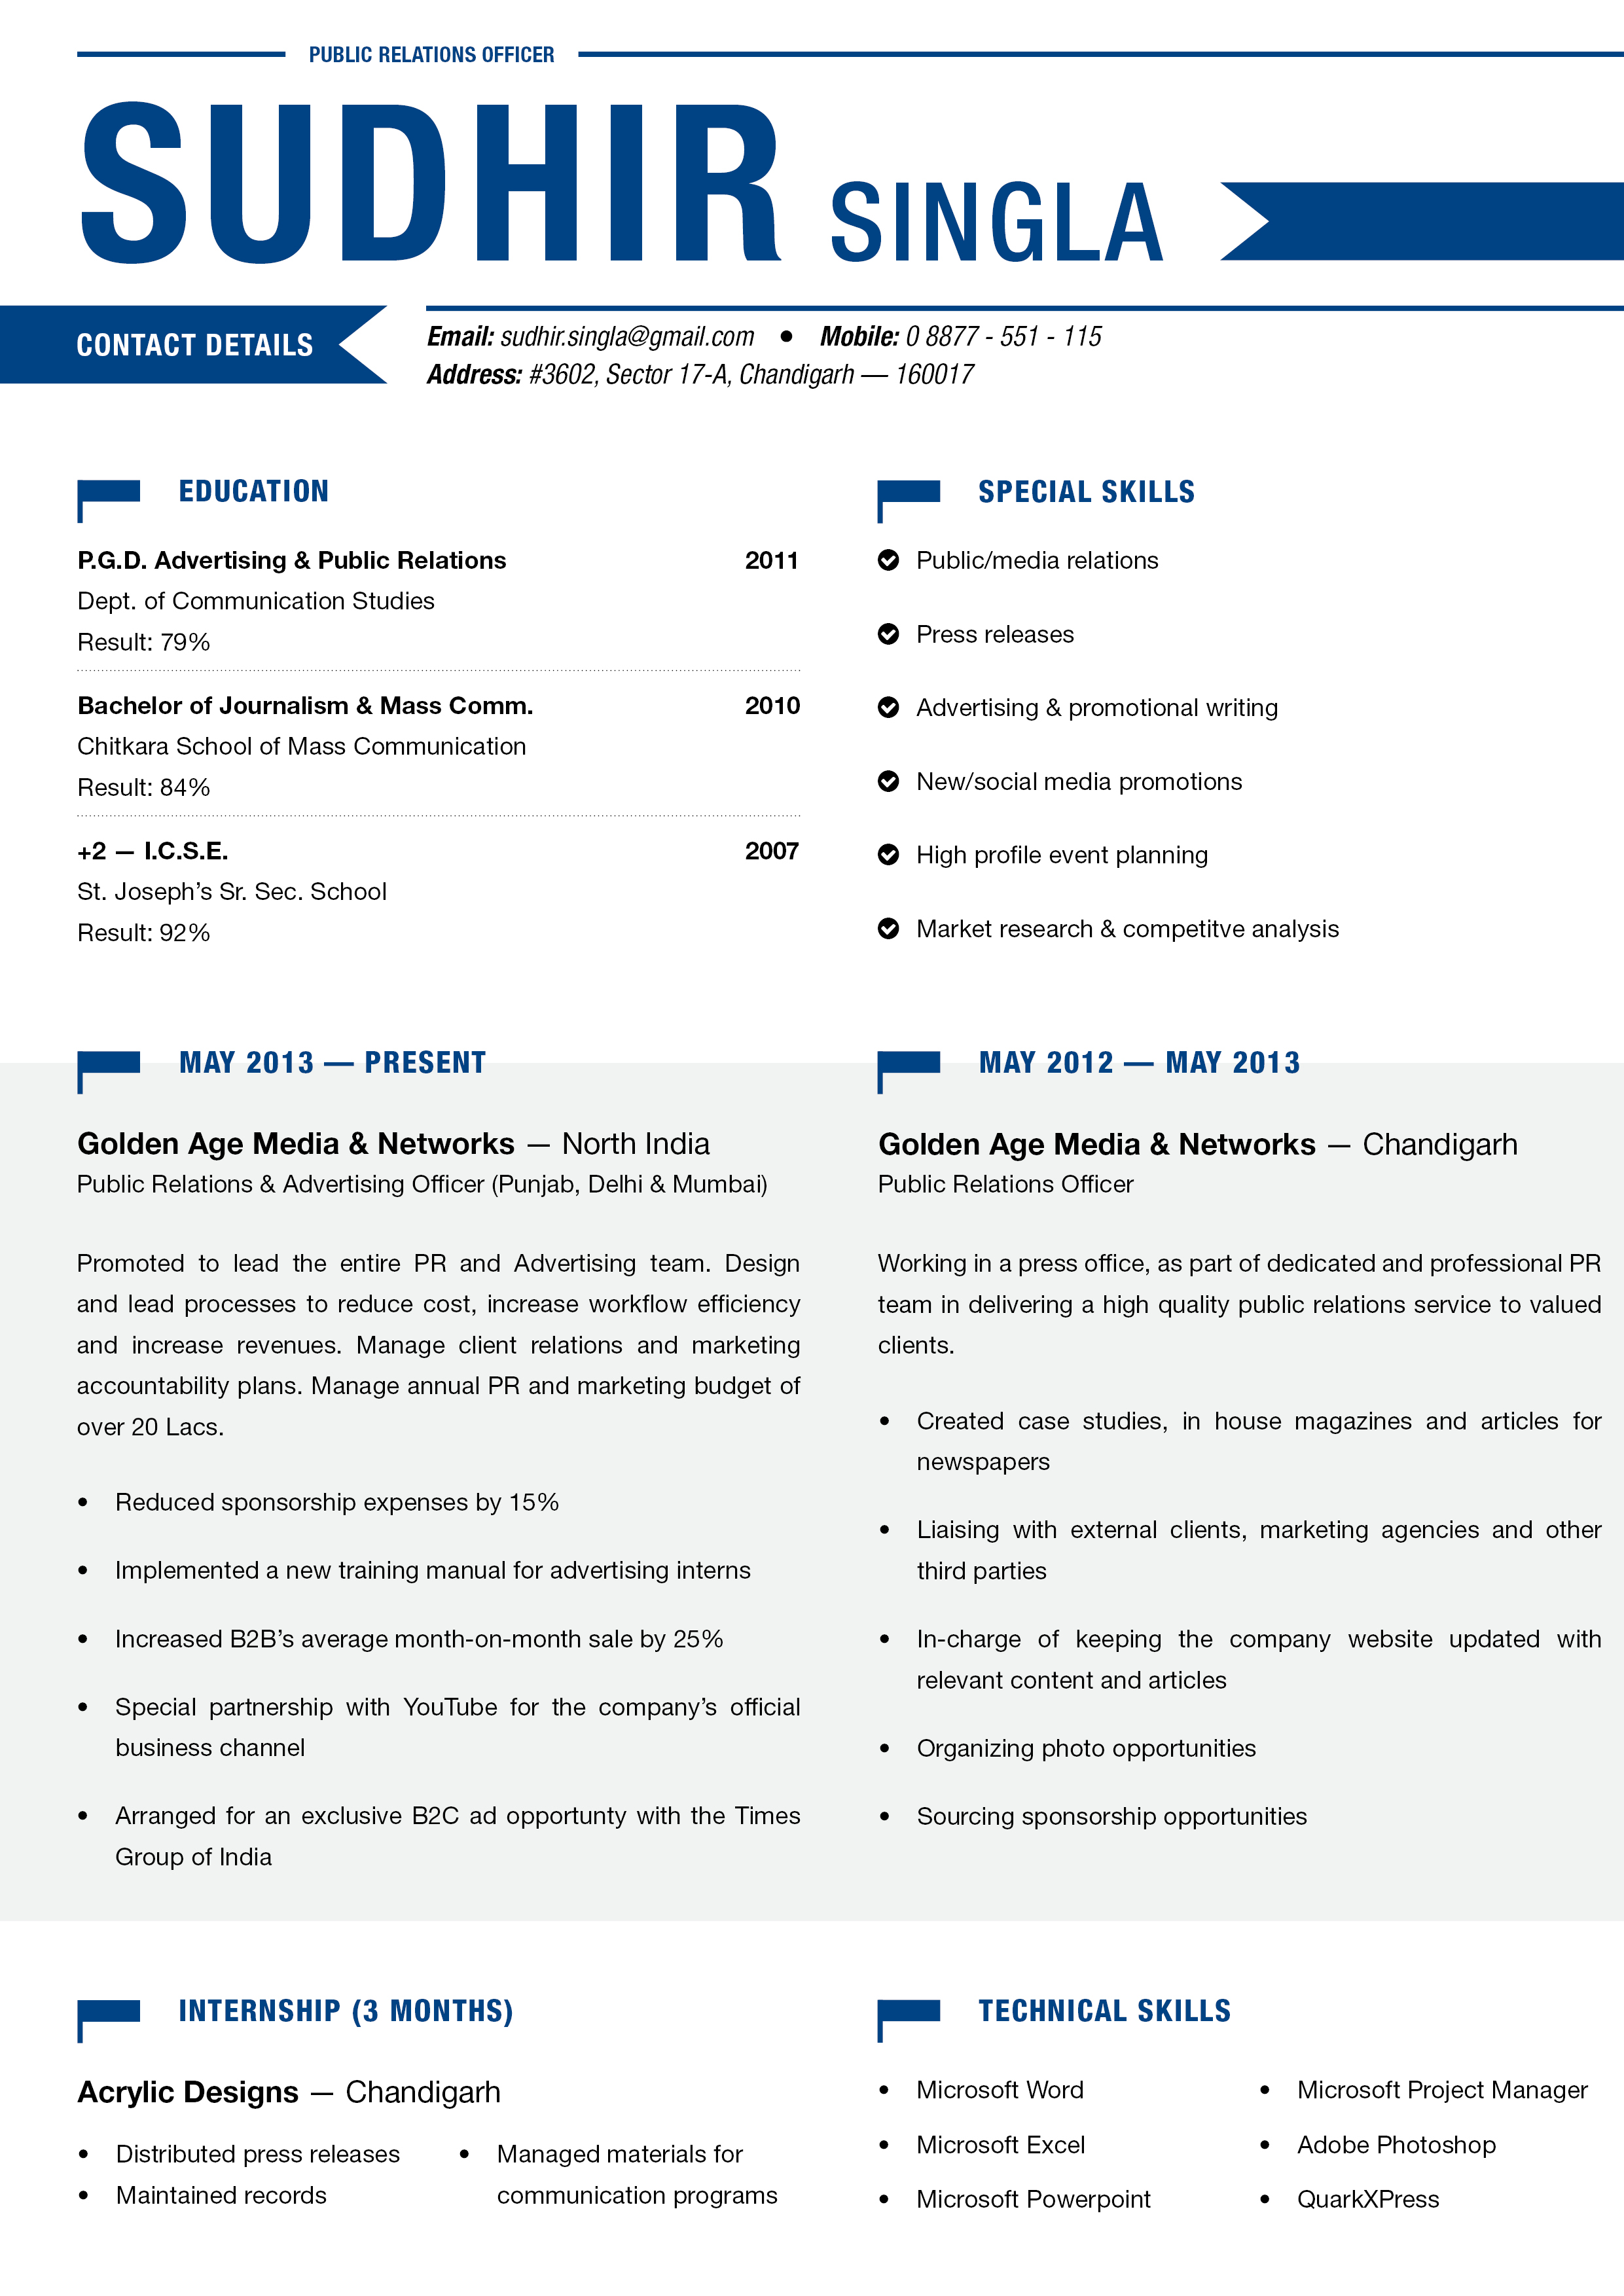 PUBLIC RELATIONS OFFICER
SUDHIR SINGLA
CONTACT DETAILS
Email: sudhir.singla@gmail.com • Mobile: 0 8877 - 551 - 115
Address: #3602, Sector 17-A, Chandigarh — 160017
EDUCATION
P.G.D. Advertising & Public Relations 2011
Dept. of Communication Studies
Result: 79%
Bachelor of Journalism & Mass Comm. 2010
Chitkara School of Mass Communication
Result: 84%
+2 — I.C.S.E. 2007
St. Joseph’s Sr. Sec. School
Result: 92%
SPECIAL SKILLS
Public/media relations
Press releases
Advertising & promotional writing
New/social media promotions
High profile event planning
Market research & competitve analysis
MAY 2013 — PRESENT
Golden Age Media & Networks — North India
Public Relations & Advertising Officer (Punjab, Delhi & Mumbai)
Promoted to lead the entire PR and Advertising team. Design
and lead processes to reduce cost, increase workflow efficiency
and increase revenues. Manage client relations and marketing
accountability plans. Manage annual PR and marketing budget of
over 20 Lacs.
• Reduced sponsorship expenses by 15%
• Implemented a new training manual for advertising interns
• Increased B2B’s average month-on-month sale by 25%
• Special partnership with YouTube for the company’s official
business channel
• Arranged for an exclusive B2C ad opportunty with the Times
Group of India
MAY 2012 — MAY 2013
Golden Age Media & Networks — Chandigarh
Public Relations Officer
Working in a press office, as part of dedicated and professional PR
team in delivering a high quality public relations service to valued
clients.
• Created case studies, in house magazines and articles for
newspapers
• Liaising with external clients, marketing agencies and other
third parties
• In-charge of keeping the company website updated with
relevant content and articles
• Organizing photo opportunities
• Sourcing sponsorship opportunities
INTERNSHIP (3 MONTHS)
Acrylic Designs — Chandigarh
• Distributed press releases
• Maintained records
• Managed materials for
communication programs
TECHNICAL SKILLS
• Microsoft Word
• Microsoft Excel
• Microsoft Powerpoint
• Microsoft Project Manager
• Adobe Photoshop
• QuarkXPress